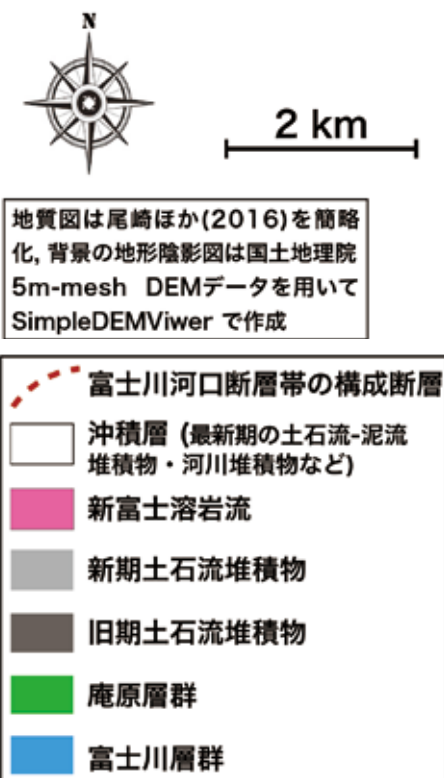 N
2 km
地質図は尾崎ほか(2016)を簡略
化, 背景の地形陰影図は国土地理院
5m-mesh DEMデータを用いて
SimpleDEMViwer で作成
富士川河口断層帯の構成断層
沖積層 (最新期の土石流-泥流
堆積物・河川堆積物など)
新富士溶岩流
新期土石流堆積物
旧期土石流堆積物
庵原層群
富士川層群